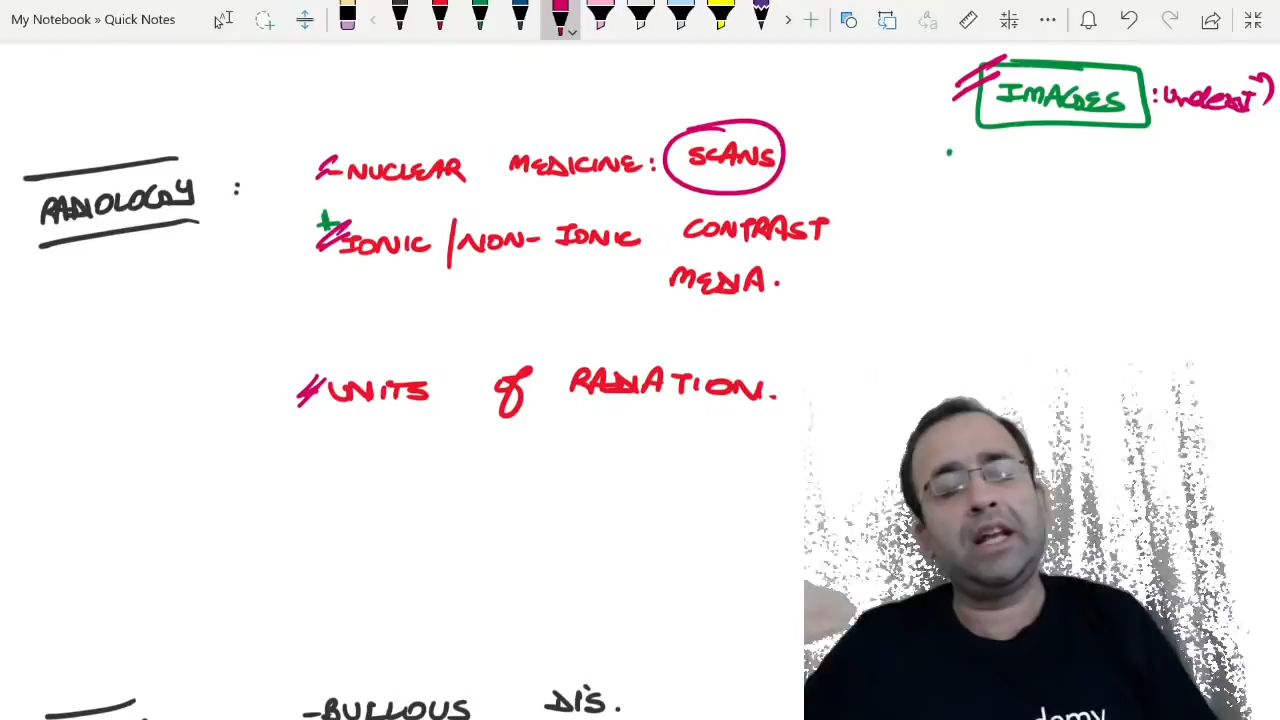 My Notebook » Quick Notes
IMAGES : Underst
RADIOLOGY :
- NUCLEAR MEDICINE : SCANS
IONIC / NON- IONIC CONTRAST
MEDIA.
UNITS of RADIATION.
- BULLOUS DIS.